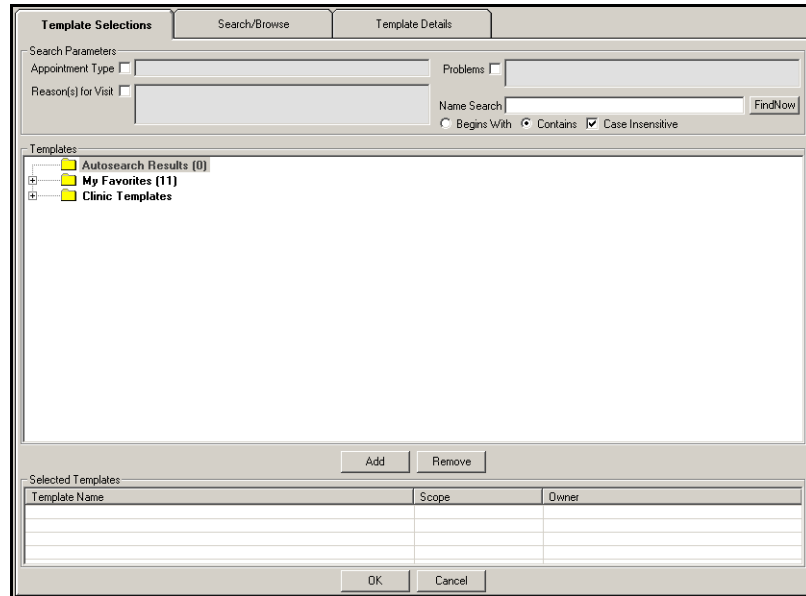 Template Selections Search/Browse Template Details
Search Parameters
Appointment Type Problems
Reason(s) for Visit
Name Search FindNow
Begins With Contains Case Insensitive
Templates
Autosearch Results (0)
My Favorites (11)
Clinic Templates
Add Remove
Selected Templates
Template Name Scope Owner
OK Cancel